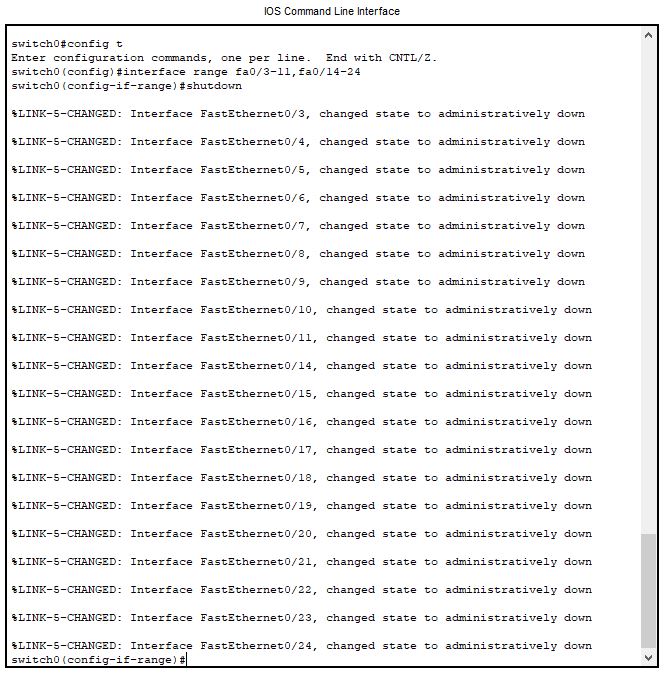 IOS Command Line Interface
switch0#config t
Enter configuration commands, one per line.  End with CNTL/Z.
switch0(config)#interface range fa0/3-11,fa0/14-24
switch0(config-if-range)#shutdown
%LINK-5-CHANGED: Interface FastEthernet0/3, changed state to administratively down
%LINK-5-CHANGED: Interface FastEthernet0/4, changed state to administratively down
%LINK-5-CHANGED: Interface FastEthernet0/5, changed state to administratively down
%LINK-5-CHANGED: Interface FastEthernet0/6, changed state to administratively down
%LINK-5-CHANGED: Interface FastEthernet0/7, changed state to administratively down
%LINK-5-CHANGED: Interface FastEthernet0/8, changed state to administratively down
%LINK-5-CHANGED: Interface FastEthernet0/9, changed state to administratively down
%LINK-5-CHANGED: Interface FastEthernet0/10, changed state to administratively down
%LINK-5-CHANGED: Interface FastEthernet0/11, changed state to administratively down
%LINK-5-CHANGED: Interface FastEthernet0/14, changed state to administratively down
%LINK-5-CHANGED: Interface FastEthernet0/15, changed state to administratively down
%LINK-5-CHANGED: Interface FastEthernet0/16, changed state to administratively down
%LINK-5-CHANGED: Interface FastEthernet0/17, changed state to administratively down
%LINK-5-CHANGED: Interface FastEthernet0/18, changed state to administratively down
%LINK-5-CHANGED: Interface FastEthernet0/19, changed state to administratively down
%LINK-5-CHANGED: Interface FastEthernet0/20, changed state to administratively down
%LINK-5-CHANGED: Interface FastEthernet0/21, changed state to administratively down
%LINK-5-CHANGED: Interface FastEthernet0/22, changed state to administratively down
%LINK-5-CHANGED: Interface FastEthernet0/23, changed state to administratively down
%LINK-5-CHANGED: Interface FastEthernet0/24, changed state to administratively down
switch0(config-if-range)#